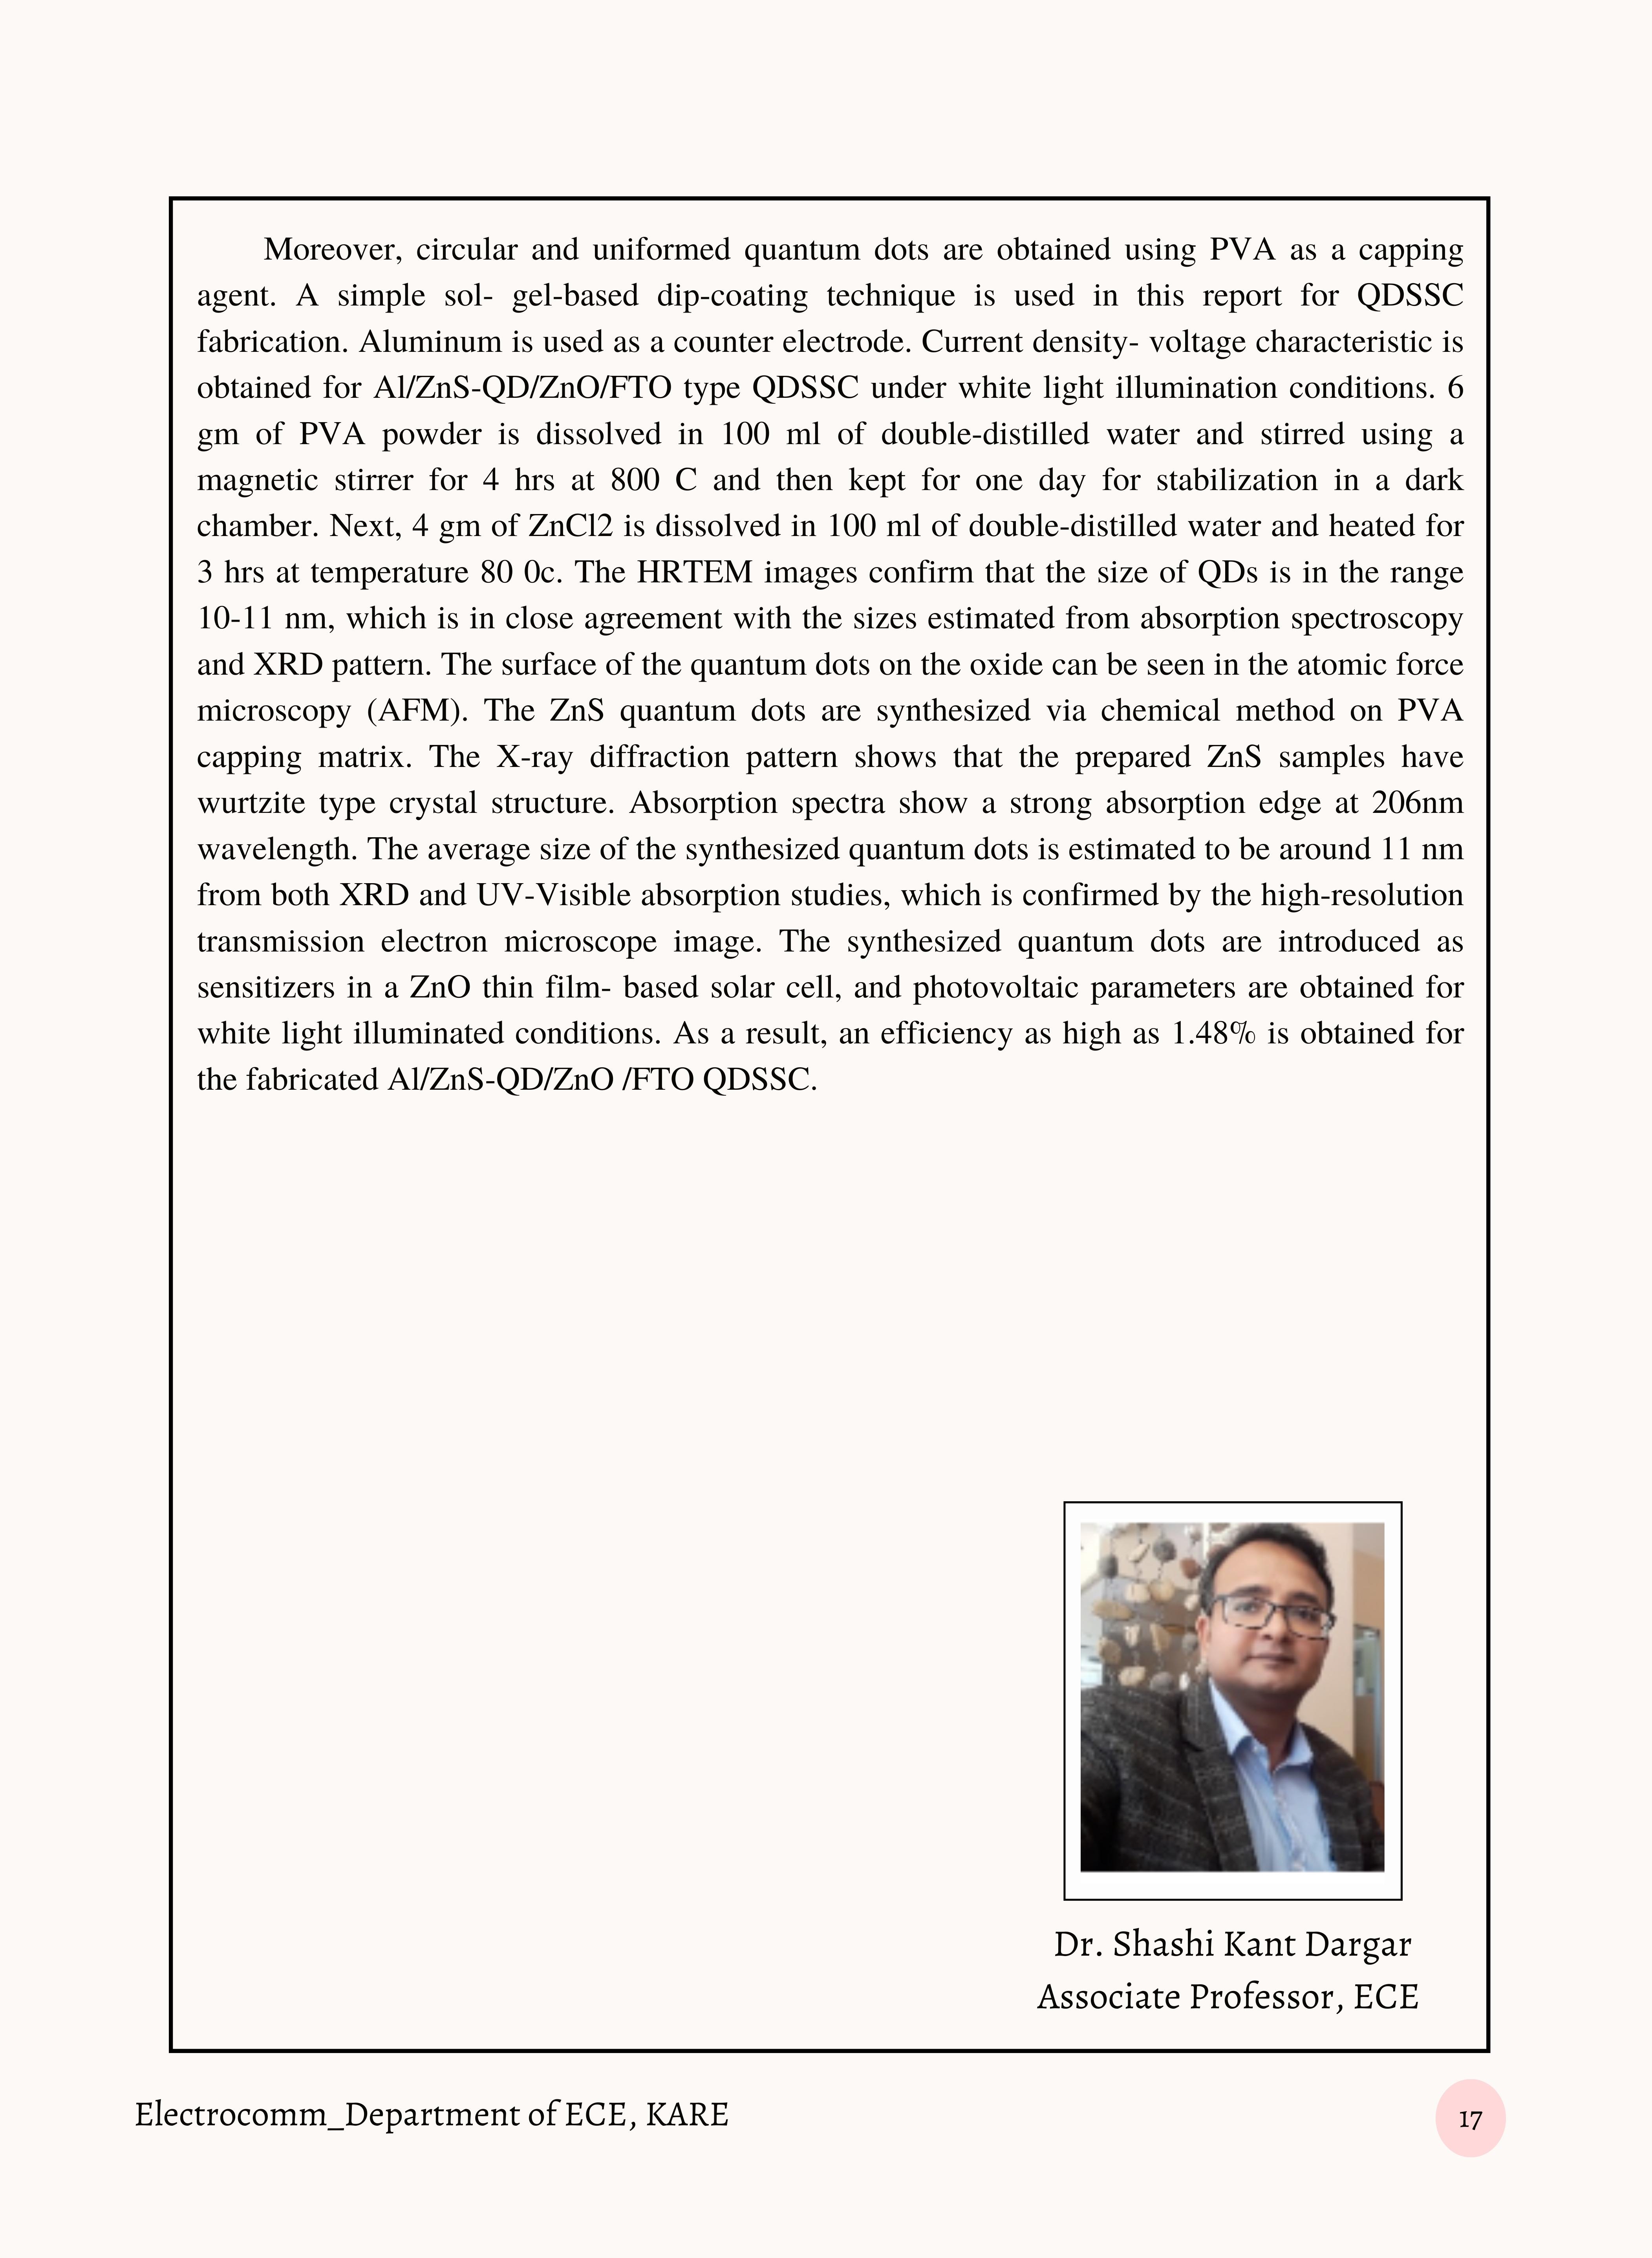 Moreover, circular and uniformed quantum dots are obtained using PVA as a capping
agent. A simple sol- gel-based dip-coating technique is used in this report for QDSSC
fabrication. Aluminum is used as a counter electrode. Current density- voltage characteristic is
obtained for Al/ZnS-QD/ZnO/FTO type QDSSC under white light illumination conditions. 6
gm of PVA powder is dissolved in 100 ml of double-distilled water and stirred using a
magnetic stirrer for 4 hrs at 800 C and then kept for one day for stabilization in a dark
chamber. Next, 4 gm of ZnCl2 is dissolved in 100 ml of double-distilled water and heated for
3 hrs at temperature 80 0c. The HRTEM images confirm that the size of QDs is in the range
10-11 nm, which is in close agreement with the sizes estimated from absorption spectroscopy
and XRD pattern. The surface of the quantum dots on the oxide can be seen in the atomic force
microscopy (AFM). The ZnS quantum dots are synthesized via chemical method on PVA
capping matrix. The X-ray diffraction pattern shows that the prepared ZnS samples have
wurtzite type crystal structure. Absorption spectra show a strong absorption edge at 206nm
wavelength. The average size of the synthesized quantum dots is estimated to be around 11 nm
from both XRD and UV-Visible absorption studies, which is confirmed by the high-resolution
transmission electron microscope image. The synthesized quantum dots are introduced as
sensitizers in a ZnO thin film- based solar cell, and photovoltaic parameters are obtained for
white light illuminated conditions. As a result, an efficiency as high as 1.48% is obtained for
the fabricated Al/ZnS-QD/ZnO /FTO QDSSC.
Dr. Shashi Kant Dargar
Associate Professor, ECE
Electrocomm_Department of ECE, KARE
17